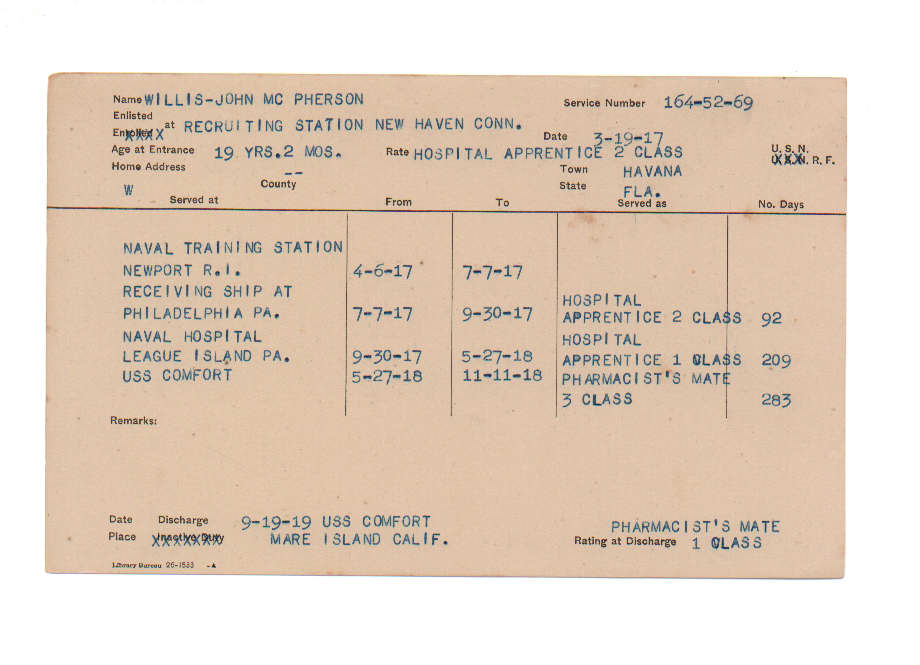 Name WILLIS-JOHN MC PHERSON Service Number 164-52-69
Enlisted
Enrolled XXXX at RECRUITING STATION NEW HAVEN CONN. Date 3-19-17
Age at Entrance 19 YRS.2 MOS. Rate HOSPITAL APPRENTICE 2 CLASS U. S. N.
U.S.N. R. F.
Home Address -- Town HAVANA
W County State FLA.
Served at From To Served as No. Days
NAVAL TRAINING STATION
NEWPORT R.I. 4-6-17 7-7-17
RECEIVING SHIP AT HOSPITAL
PHILADELPHIA PA. 7-7-17 9-30-17 APPRENTICE 2 CLASS 92
NAVAL HOSPITAL HOSPITAL
LEAGUE ISLAND PA. 9-30-17 5-27-18 APPRENTICE 1 CLASS 209
USS COMFORT 5-27-18 11-11-18 PHARMACIST'S MATE
3 CLASS 283
Remarks:
Date Discharge 9-19-19 USS COMFORT PHARMACIST'S MATE
Place Inactive Duty XXXXXXX MARE ISLAND CALIF. Rating at Discharge 1 CLASS
Library Bureau 26-1533 -A